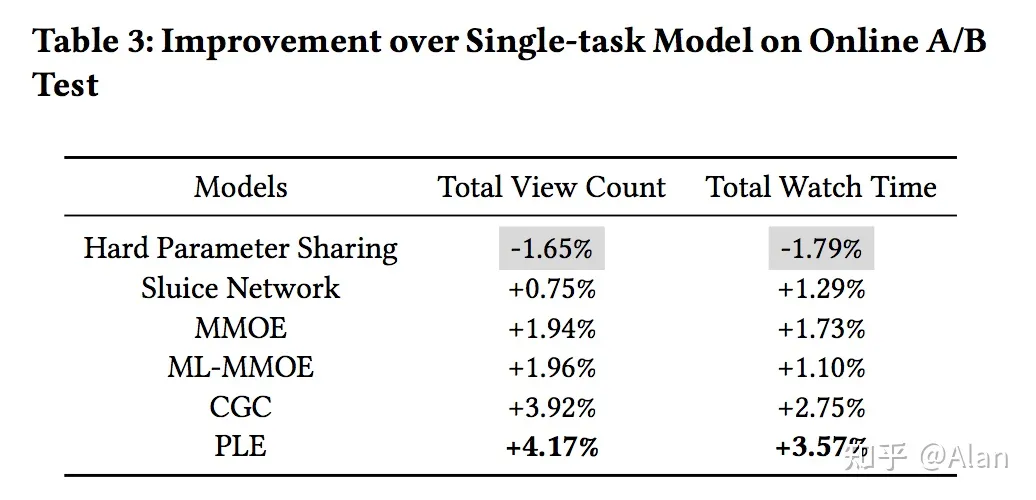 Table 3: Improvement over Single-task Model on Online A/B
Test
Models Total View Count Total Watch Time
Hard Parameter Sharing -1.65% -1.79%
Sluice Network +0.75% +1.29%
MMOE +1.94% +1.73%
ML-MMOE +1.96% +1.10%
CGC +3.92% +2.75%
PLE +4.17% +3.57%
知乎 @Alan